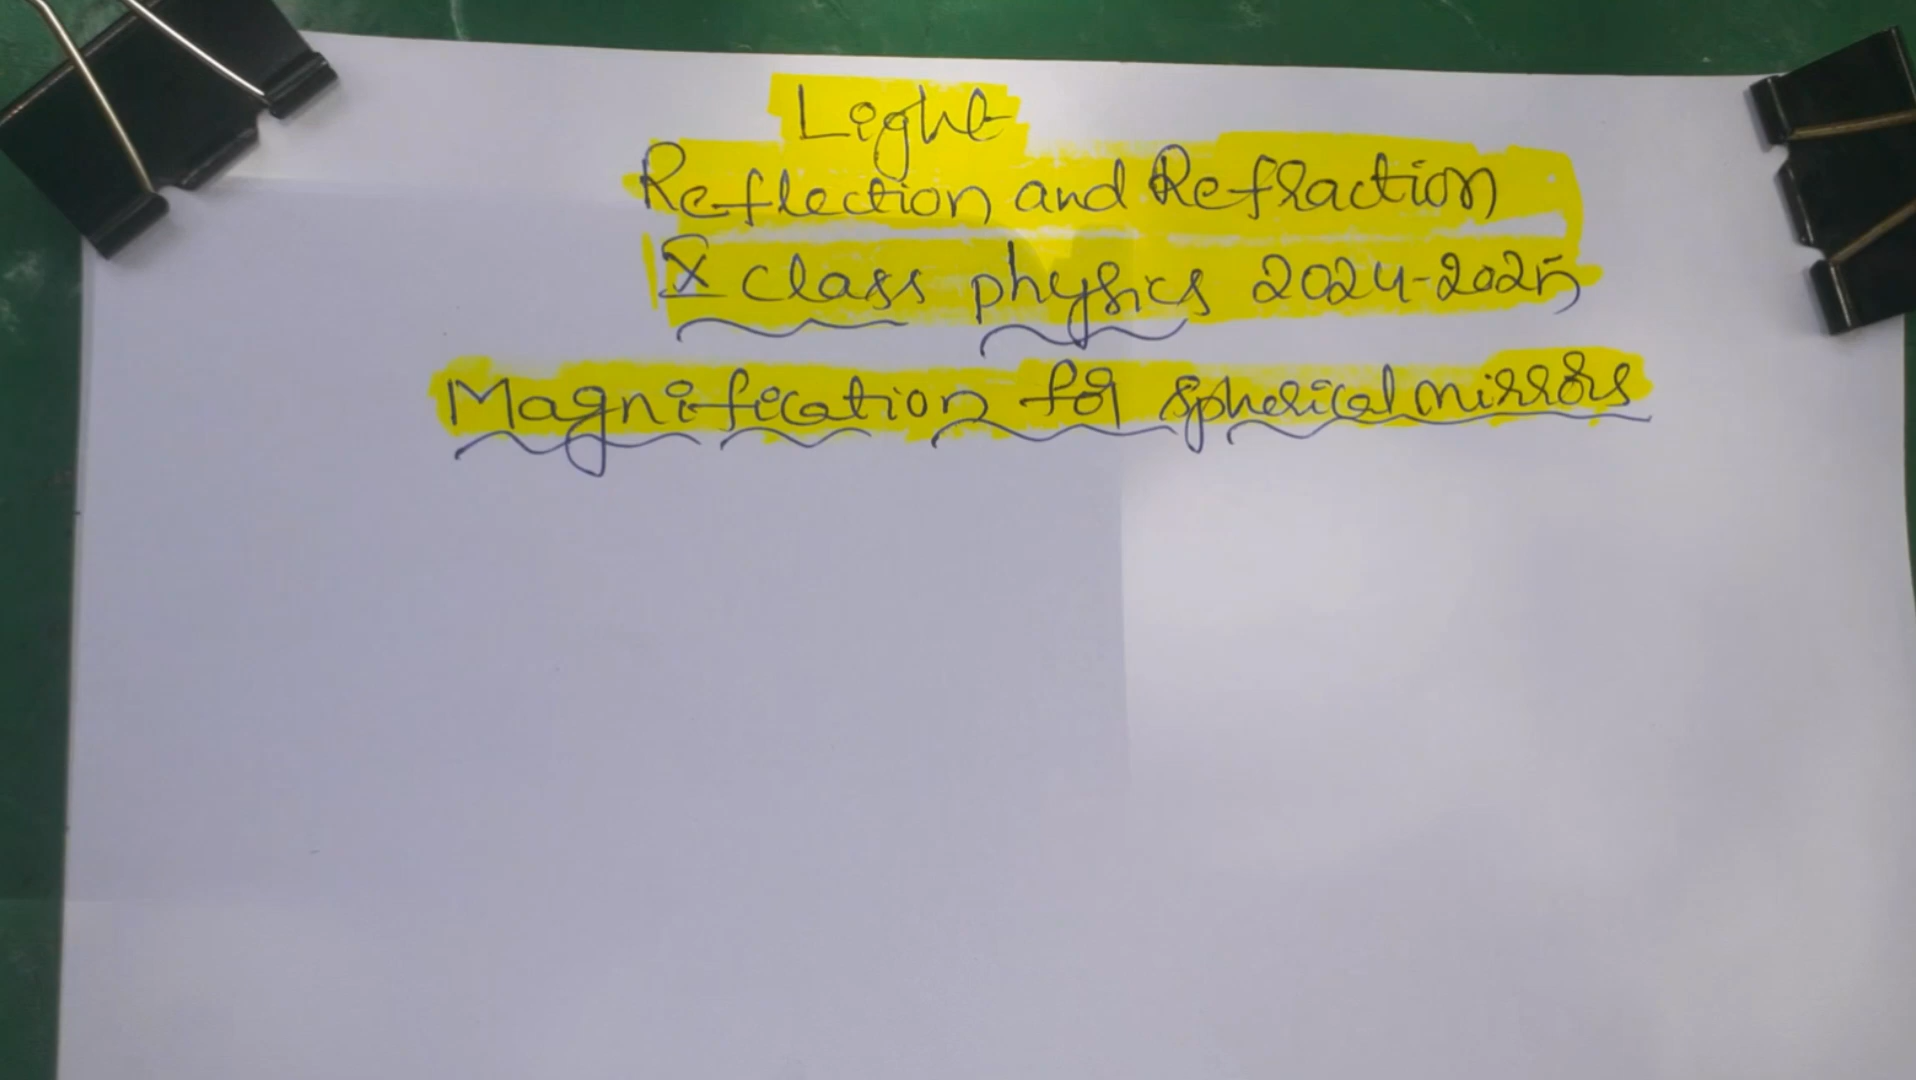 Light
Reflection and Refraction
X class physics 2024-2025
Magnification for spherical mirrors